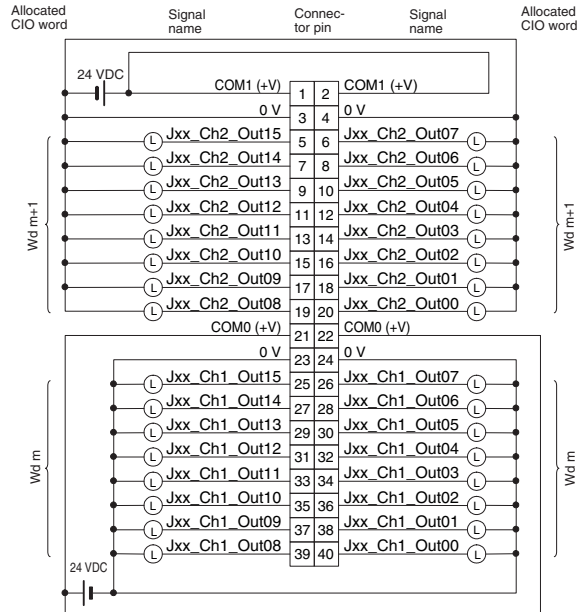 Allocated CIO word Signal name Connec- tor pin Signal name Allocated CIO word
24 VDC
COM1 (+V) 1 2 COM1 (+V)
0 V 3 4 0 V
L Jxx_Ch2_Out15 5 6 Jxx_Ch2_Out07 L
L Jxx_Ch2_Out14 7 8 Jxx_Ch2_Out06 L
L Jxx_Ch2_Out13 9 10 Jxx_Ch2_Out05 L
L Jxx_Ch2_Out12 11 12 Jxx_Ch2_Out04 L
L Jxx_Ch2_Out11 13 14 Jxx_Ch2_Out03 L
L Jxx_Ch2_Out10 15 16 Jxx_Ch2_Out02 L
L Jxx_Ch2_Out09 17 18 Jxx_Ch2_Out01 L
L Jxx_Ch2_Out08 19 20 Jxx_Ch2_Out00 L
Wd m+1
Wd m+1
COM0 (+V) 21 22 COM0 (+V)
0 V 23 24 0 V
L Jxx_Ch1_Out15 25 26 Jxx_Ch1_Out07 L
L Jxx_Ch1_Out14 27 28 Jxx_Ch1_Out06 L
L Jxx_Ch1_Out13 29 30 Jxx_Ch1_Out05 L
L Jxx_Ch1_Out12 31 32 Jxx_Ch1_Out04 L
L Jxx_Ch1_Out11 33 34 Jxx_Ch1_Out03 L
L Jxx_Ch1_Out10 35 36 Jxx_Ch1_Out02 L
L Jxx_Ch1_Out09 37 38 Jxx_Ch1_Out01 L
L Jxx_Ch1_Out08 39 40 Jxx_Ch1_Out00 L
Wd m
Wd m
24 VDC